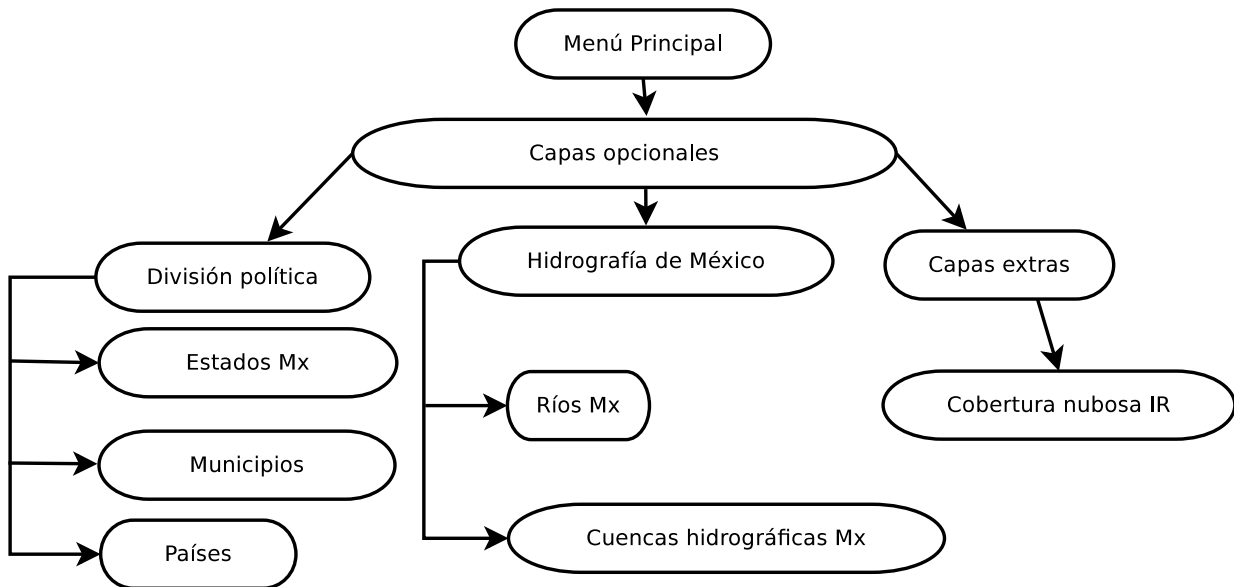 Menú Principal
Capas opcionales
División política
Hidrografía de México
Capas extras
Estados Mx
Ríos Mx
Cobertura nubosa IR
Municipios
Cuencas hidrográficas Mx
Países